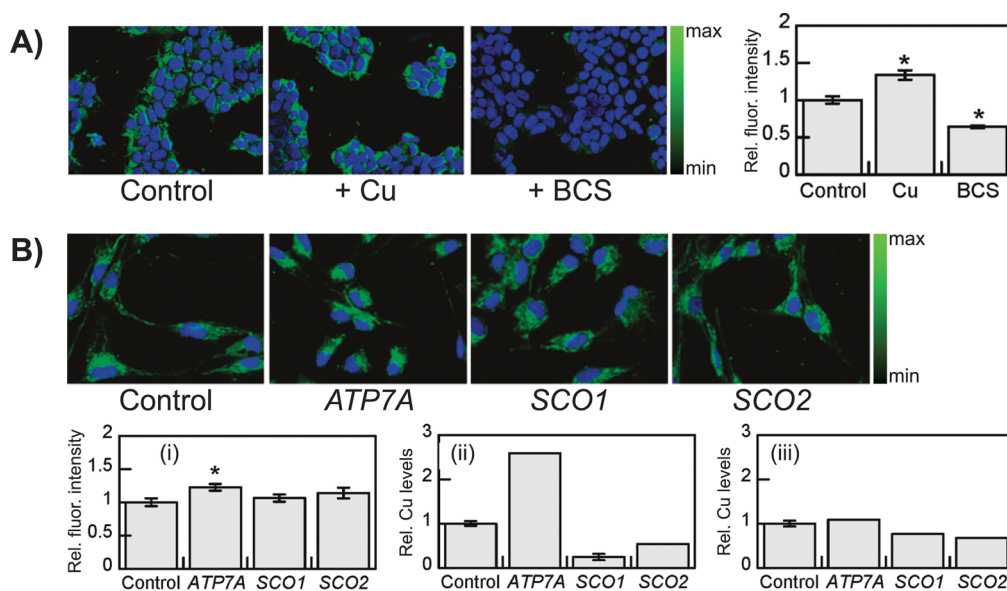 A)
max
min
Control
+ Cu
+ BCS
Rel. fluor. intensity
2
1.5
1
0.5
0
*
*
Control
Cu
BCS
B)
max
min
Control
ATP7A
SCO1
SCO2
(i)
Rel. fluor. intensity
2
1.5
1
0.5
0
*
Control
ATP7A
SCO1
SCO2
(ii)
Rel. Cu levels
3
2
1
0
Control
ATP7A
SCO1
SCO2
(iii)
Rel. Cu levels
3
2
1
0
Control
ATP7A
SCO1
SCO2